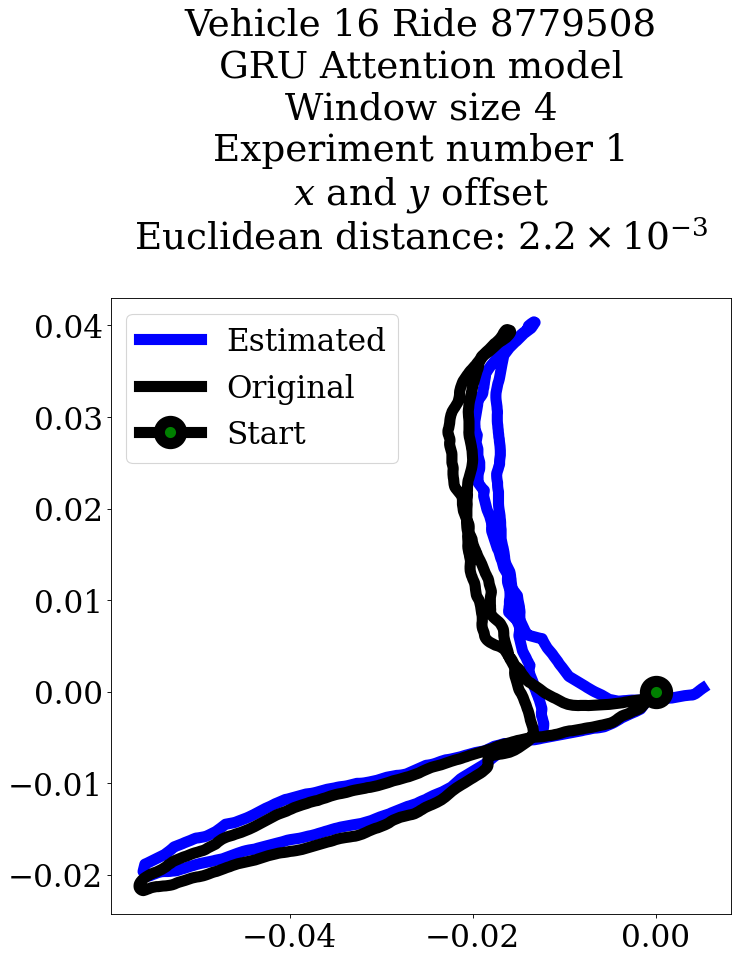 Vehicle 16 Ride 8779508
GRU Attention model
Window size 4
Experiment number 1
x and y offset
Euclidean distance: 2.2 × 10⁻³
Estimated
Original
Start
0.04
0.03
0.02
0.01
0.00
−0.01
−0.02
−0.04 −0.02 0.00